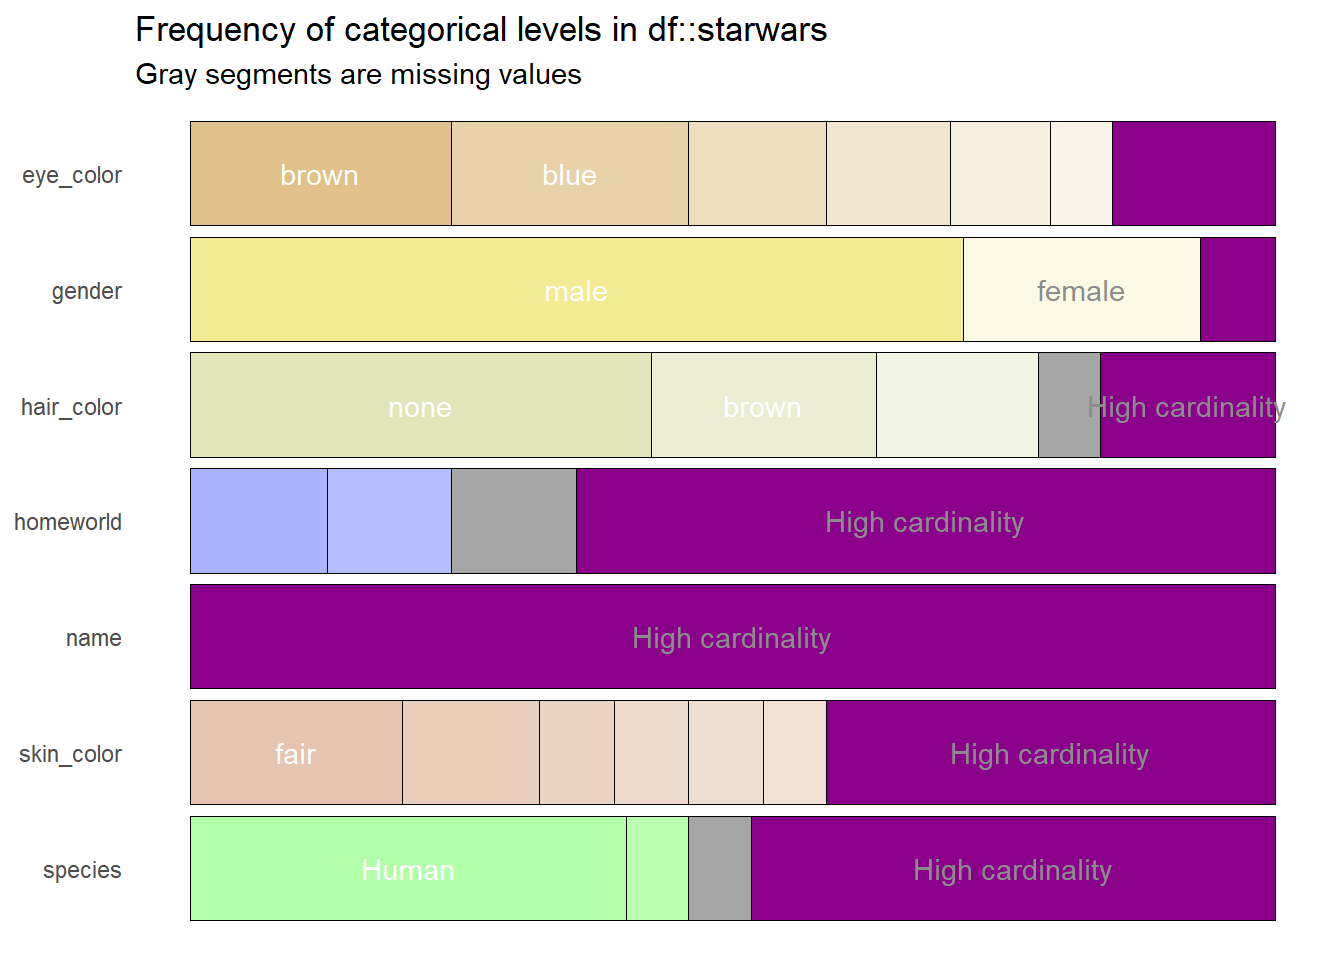 Frequency of categorical levels in df::starwars
Gray segments are missing values
eye_color brown blue
gender male female
hair_color none brown High cardinality
homeworld High cardinality
name High cardinality
skin_color fair High cardinality
species Human High cardinality